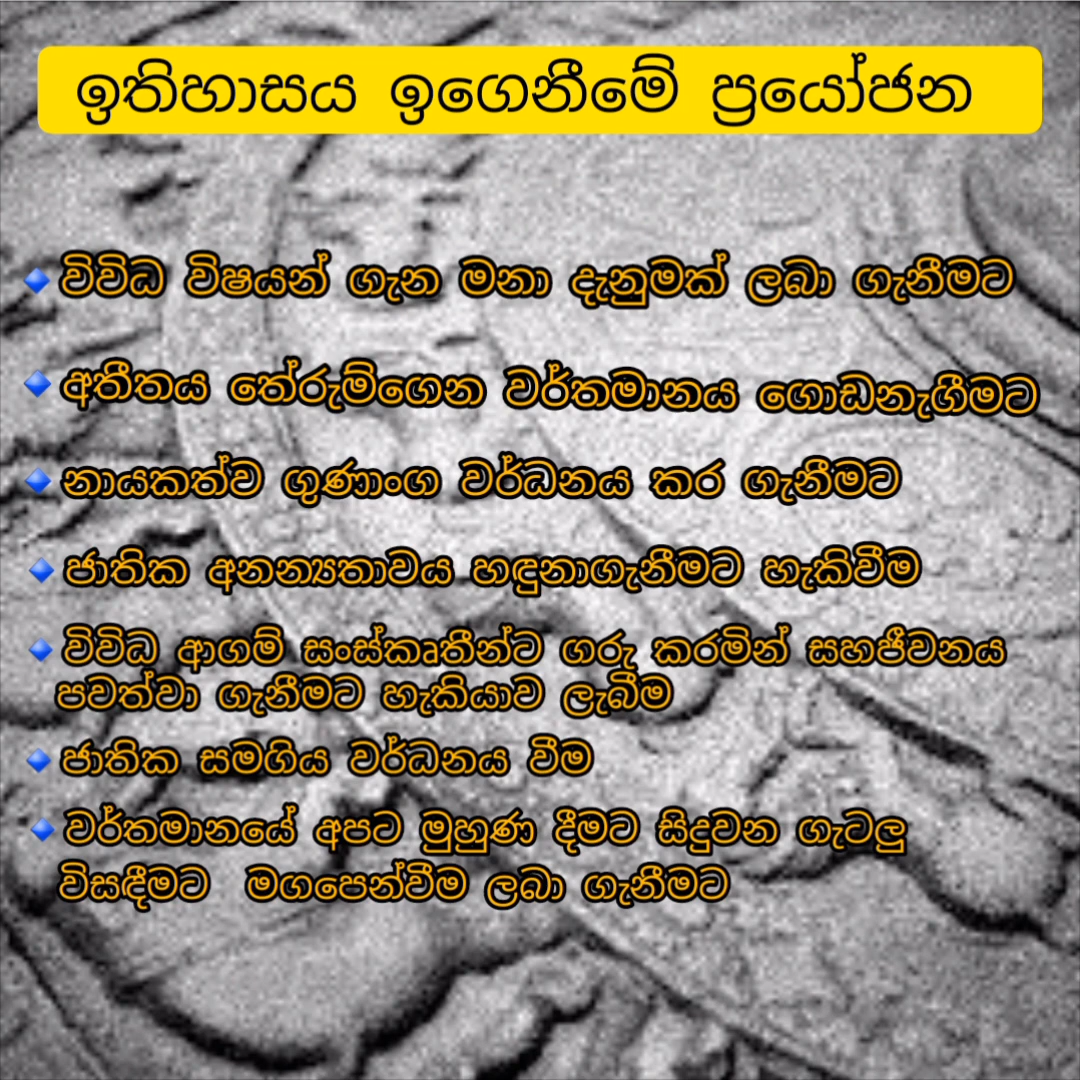 ඉතිහාසය ඉගෙනීමේ ප්‍රයෝජන
විවිධ විෂයන් ගැන මනා දැනුමක් ලබා ගැනීමට
අතීතය තේරුම්ගෙන වර්තමානය ගොඩනැගීමට
නායකත්ව ගුණාංග වර්ධනය කර ගැනීමට
ජාතික අනන්‍යතාවය හඳුනාගැනීමට හැකිවීම
විවිධ ආගම් සංස්කෘතීන්ට ගරු කරමින් සහජීවනය
පවත්වා ගැනීමට හැකියාව ලැබීම
ජාතික සමගිය වර්ධනය වීම
වර්තමානයේ අපට මුහුණ දීමට සිදුවන ගැටලු
විසඳීමට මගපෙන්වීම ලබා ගැනීමට